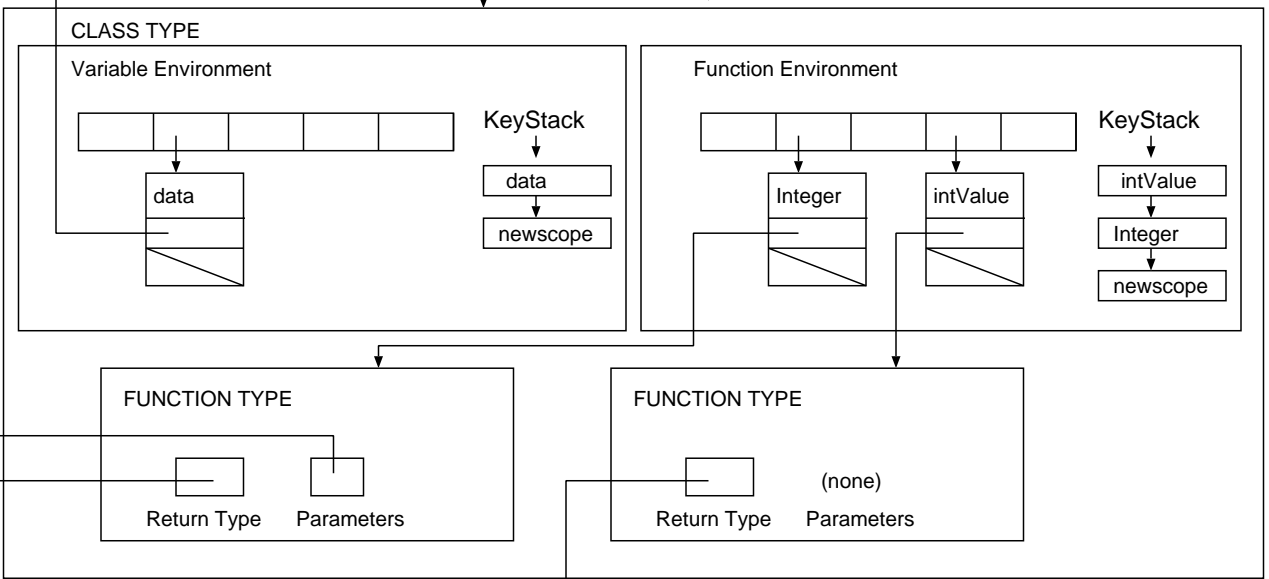 CLASS TYPE
Variable Environment
KeyStack
data
data
newscope
Function Environment
KeyStack
Integer
intValue
intValue
Integer
newscope
FUNCTION TYPE
Return Type
Parameters
FUNCTION TYPE
(none)
Return Type
Parameters